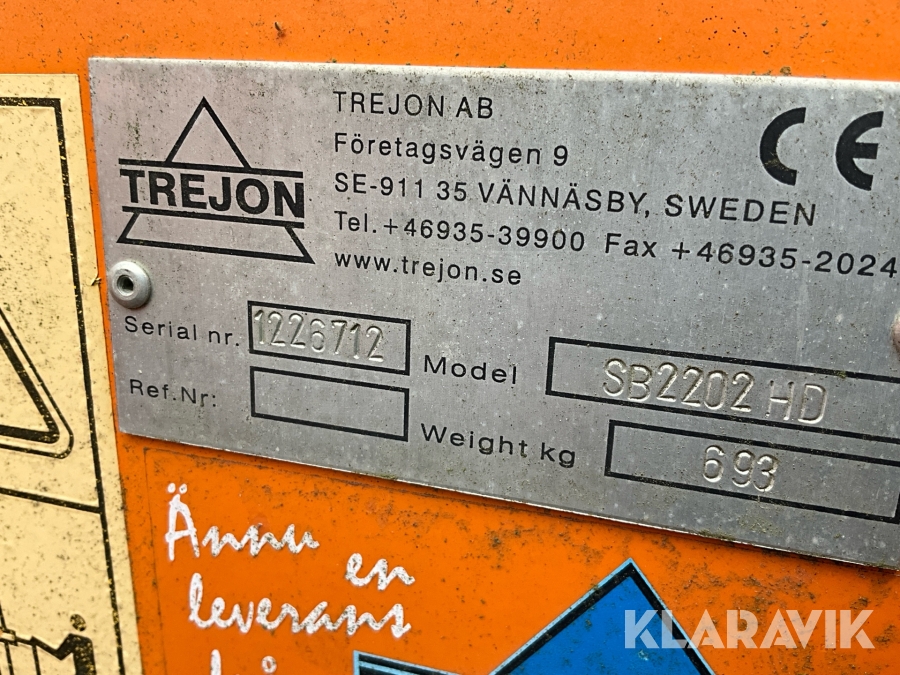 TREJON
TREJON AB
Företagsvägen 9
SE-911 35 VÄNNÄSBY, SWEDEN
Tel.+46935-39900 Fax +46935-2024
www.trejon.se
CE
Serial nr. 1226712
Model SB2202 HD
Ref.Nr:
Weight kg 693
Ännu
en
leverans
KLARAVIK